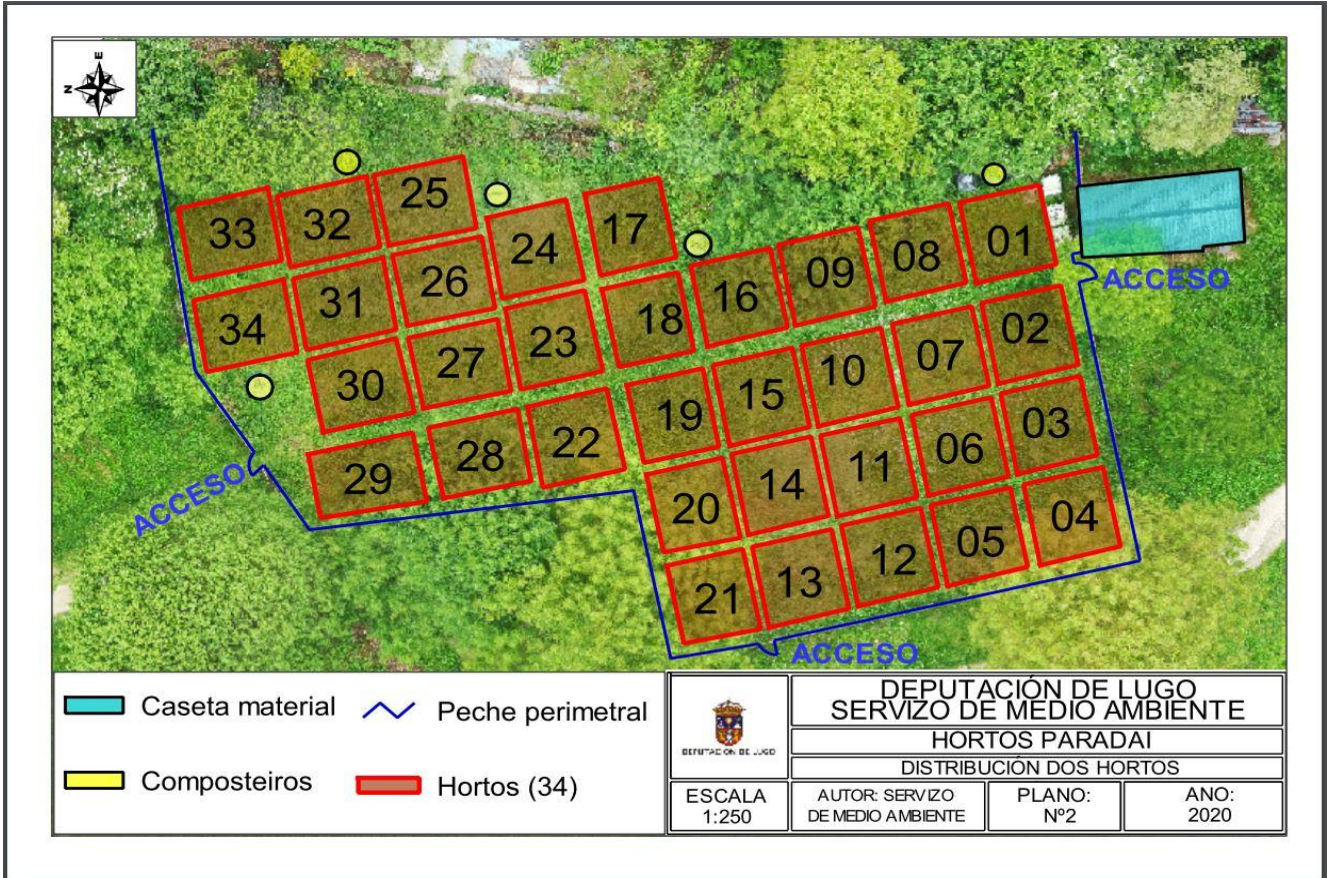 E
N
33
32
25
24
17
01
08
09
16
18
23
26
31
34
30
27
02
07
10
15
19
22
28
29
03
06
11
14
20
04
05
12
13
21
ACCESO
ACCESO
ACCESO
Caseta material
Peche perimetral
Composteiros
Hortos (34)
DEPUTACIÓN DE LUGO
DEPUTACIÓN DE LUGO
SERVIZO DE MEDIO AMBIENTE
HORTOS PARADAI
DISTRIBUCIÓN DOS HORTOS
ESCALA
1:250
AUTOR: SERVIZO
DE MEDIO AMBIENTE
PLANO:
Nº2
ANO:
2020